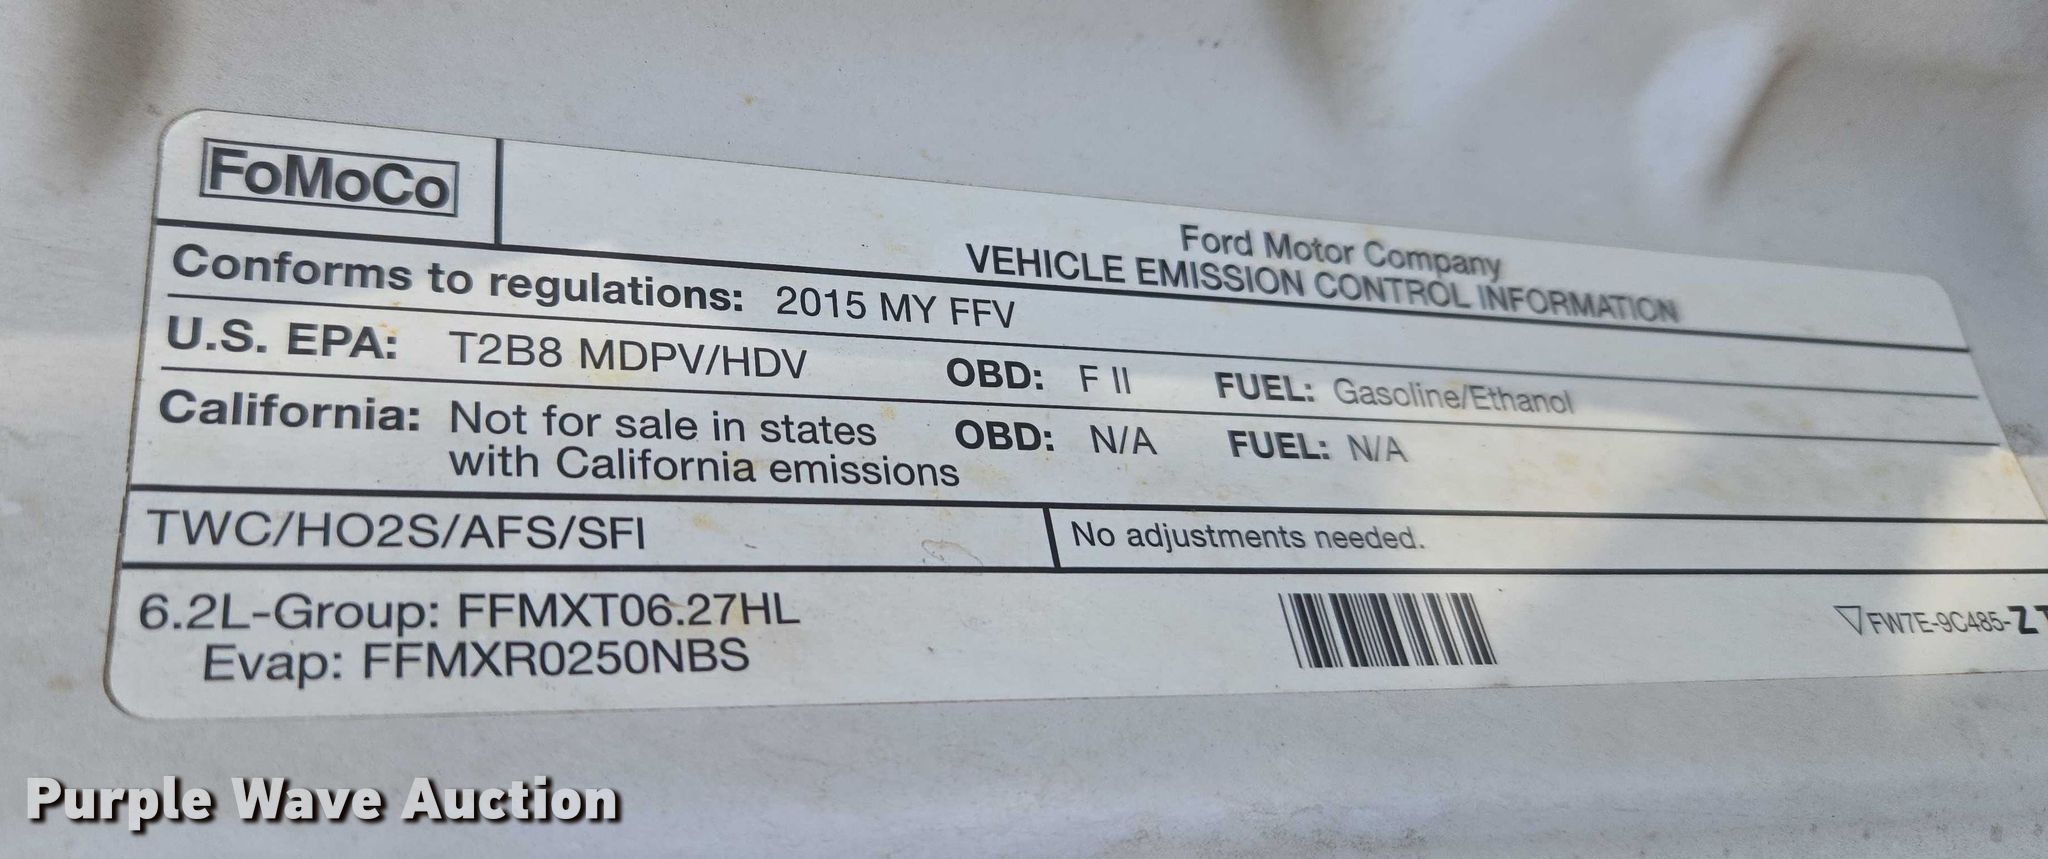 FoMoCo
Ford Motor Company
VEHICLE EMISSION CONTROL INFORMATION
Conforms to regulations: 2015 MY FFV
U.S. EPA: T2B8 MDPV/HDV OBD: F II FUEL: Gasoline/Ethanol
California: Not for sale in states OBD: N/A FUEL: N/A
with California emissions
TWC/HO2S/AFS/SFI No adjustments needed.
6.2L-Group: FFMXT06.27HL
Evap: FFMXR0250NBS
FW7E-9C485-Z
Purple Wave Auction